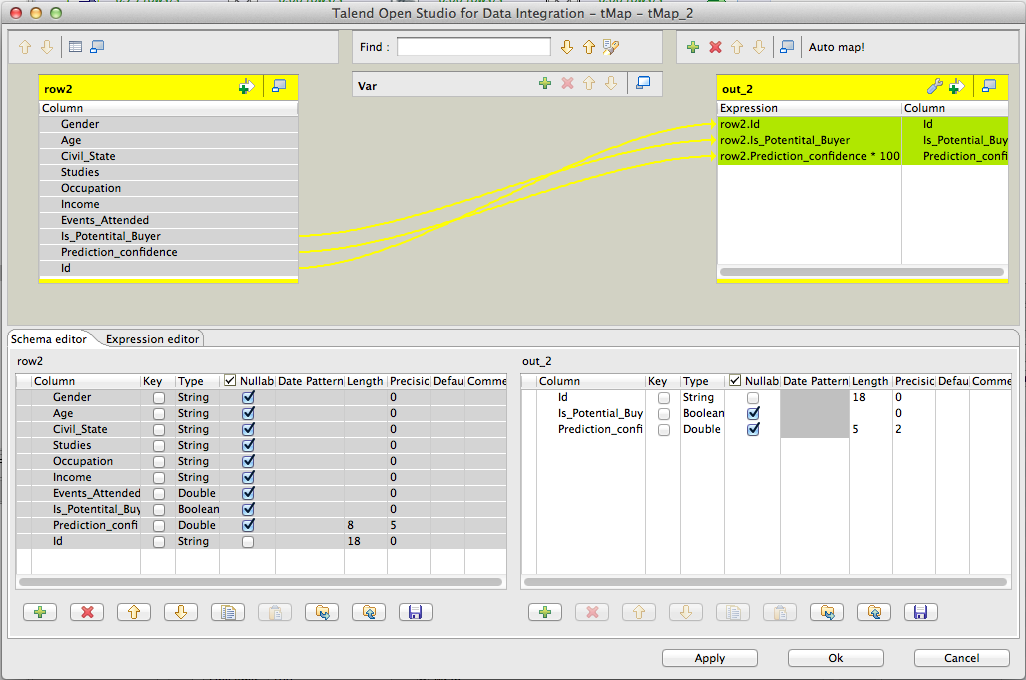 Talend Open Studio for Data Integration - tMap - tMap_2
Find :
Auto map!
row2
Column
Gender
Age
Civil_State
Studies
Occupation
Income
Events_Attended
Is_Potentital_Buyer
Prediction_confidence
Id
Var
out_2
Expression Column
row2.Id Id
row2.Is_Potentital_Buyer Is_Potential_Buy
row2.Prediction_confidence * 100 Prediction_confi
Schema editor Expression editor
row2
Column Key Type Nullab Date Pattern Length Precisic Defau Comme
Gender String 0
Age String 0
Civil_State String 0
Studies String 0
Occupation String 0
Income String 0
Events_Attended Double 0
Is_Potentital_Buy Boolean 0
Prediction_confi Double 8 5
Id String 18 0
out_2
Column Key Type Nullab Date Pattern Length Precisic Defau Comme
Id String 18 0
Is_Potential_Buy Boolean 0
Prediction_confi Double 5 2
Apply Ok Cancel